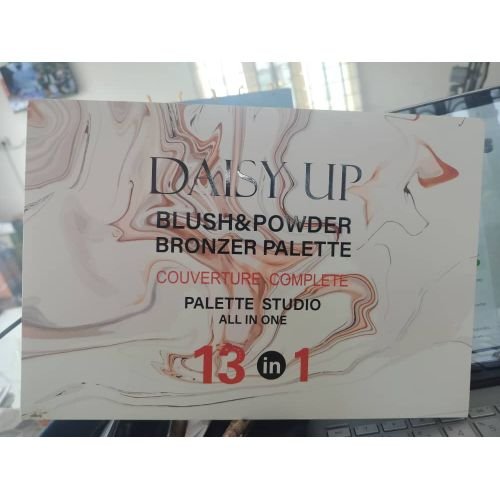 DAISY UP
BLUSH&POWDER
BRONZER PALETTE
COUVERTURE COMPLETE
PALETTE STUDIO
ALL IN ONE
13 in 1